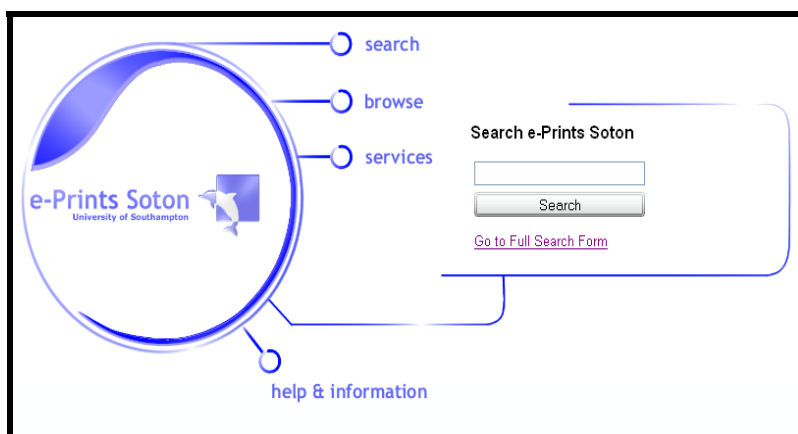 search
browse
services
e-Prints Soton
University of Southampton
Search e-Prints Soton
Search
Go to Full Search Form
help & information